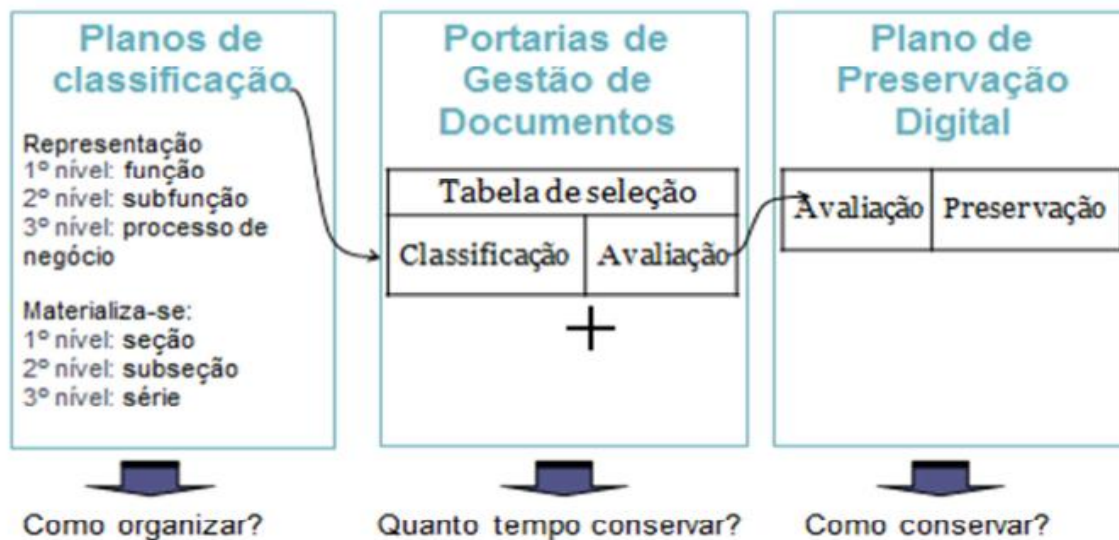 Planos de
classificação
Representação
1º nível: função
2º nível: subfunção
3º nível: processo de
negócio
Materializa-se:
1º nível: seção
2º nível: subseção
3º nível: série
Como organizar?
Portarias de
Gestão de
Documentos
Tabela de seleção
Classificação
Avaliação
+
Quanto tempo conservar?
Plano de
Preservação
Digital
Avaliação
Preservação
Como conservar?